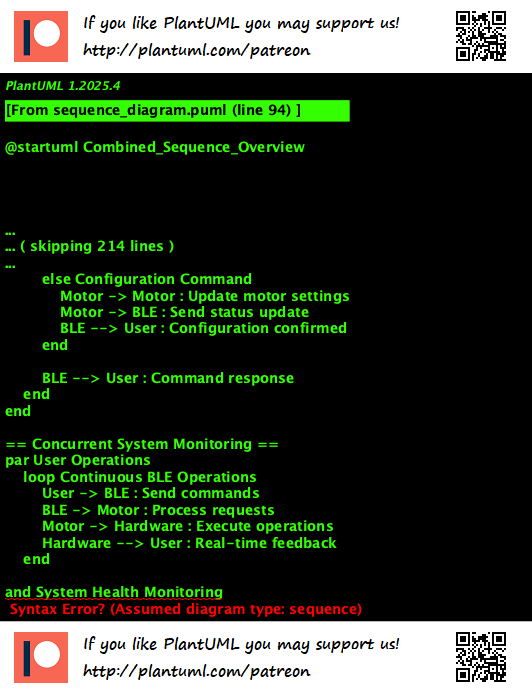 If you like PlantUML you may support us!
http://plantuml.com/patreon
PlantUML 1.2025.4
[From sequence_diagram.puml (line 94) ]
@startuml Combined_Sequence_Overview
...
... ( skipping 214 lines )
...
else Configuration Command
Motor -> Motor : Update motor settings
Motor -> BLE : Send status update
BLE --> User : Configuration confirmed
end
BLE --> User : Command response
end
end
== Concurrent System Monitoring ==
par User Operations
loop Continuous BLE Operations
User -> BLE : Send commands
BLE -> Motor : Process requests
Motor -> Hardware : Execute operations
Hardware --> User : Real-time feedback
end
and System Health Monitoring
Syntax Error? (Assumed diagram type: sequence)
If you like PlantUML you may support us!
http://plantuml.com/patreon